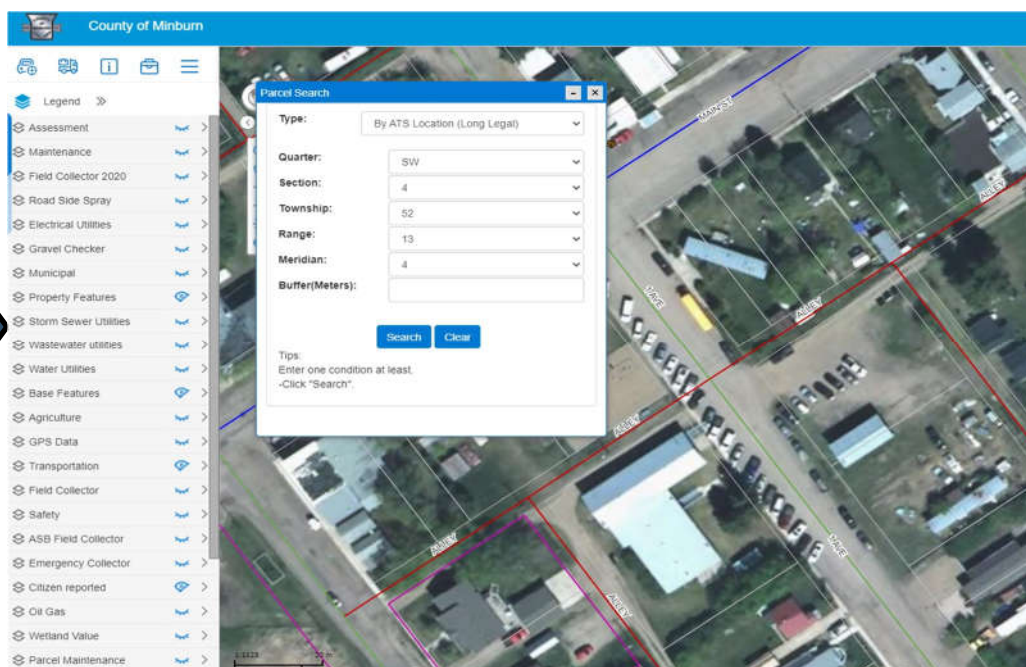 County of Minburn
Legend
Assessment
Maintenance
Field Collector 2020
Road Side Spray
Electrical Utilities
Gravel Checker
Municipal
Property Features
Storm Sewer Utilities
Wastewater utilities
Water Utilities
Base Features
Agriculture
GPS Data
Transportation
Field Collector
Safety
ASB Field Collector
Emergency Collector
Citizen reported
Oil Gas
Wetland Value
Parcel Maintenance
Parcel Search
Type: By ATS Location (Long Legal)
Quarter: SW
Section: 4
Township: 52
Range: 13
Meridian: 4
Buffer(Meters):
Search Clear
Tips:
Enter one condition at least.
-Click "Search".
MAIN ST
ALLEY
1 AVE
ALLEY
ALLEY
ALLEY
1 AVE
ALLEY